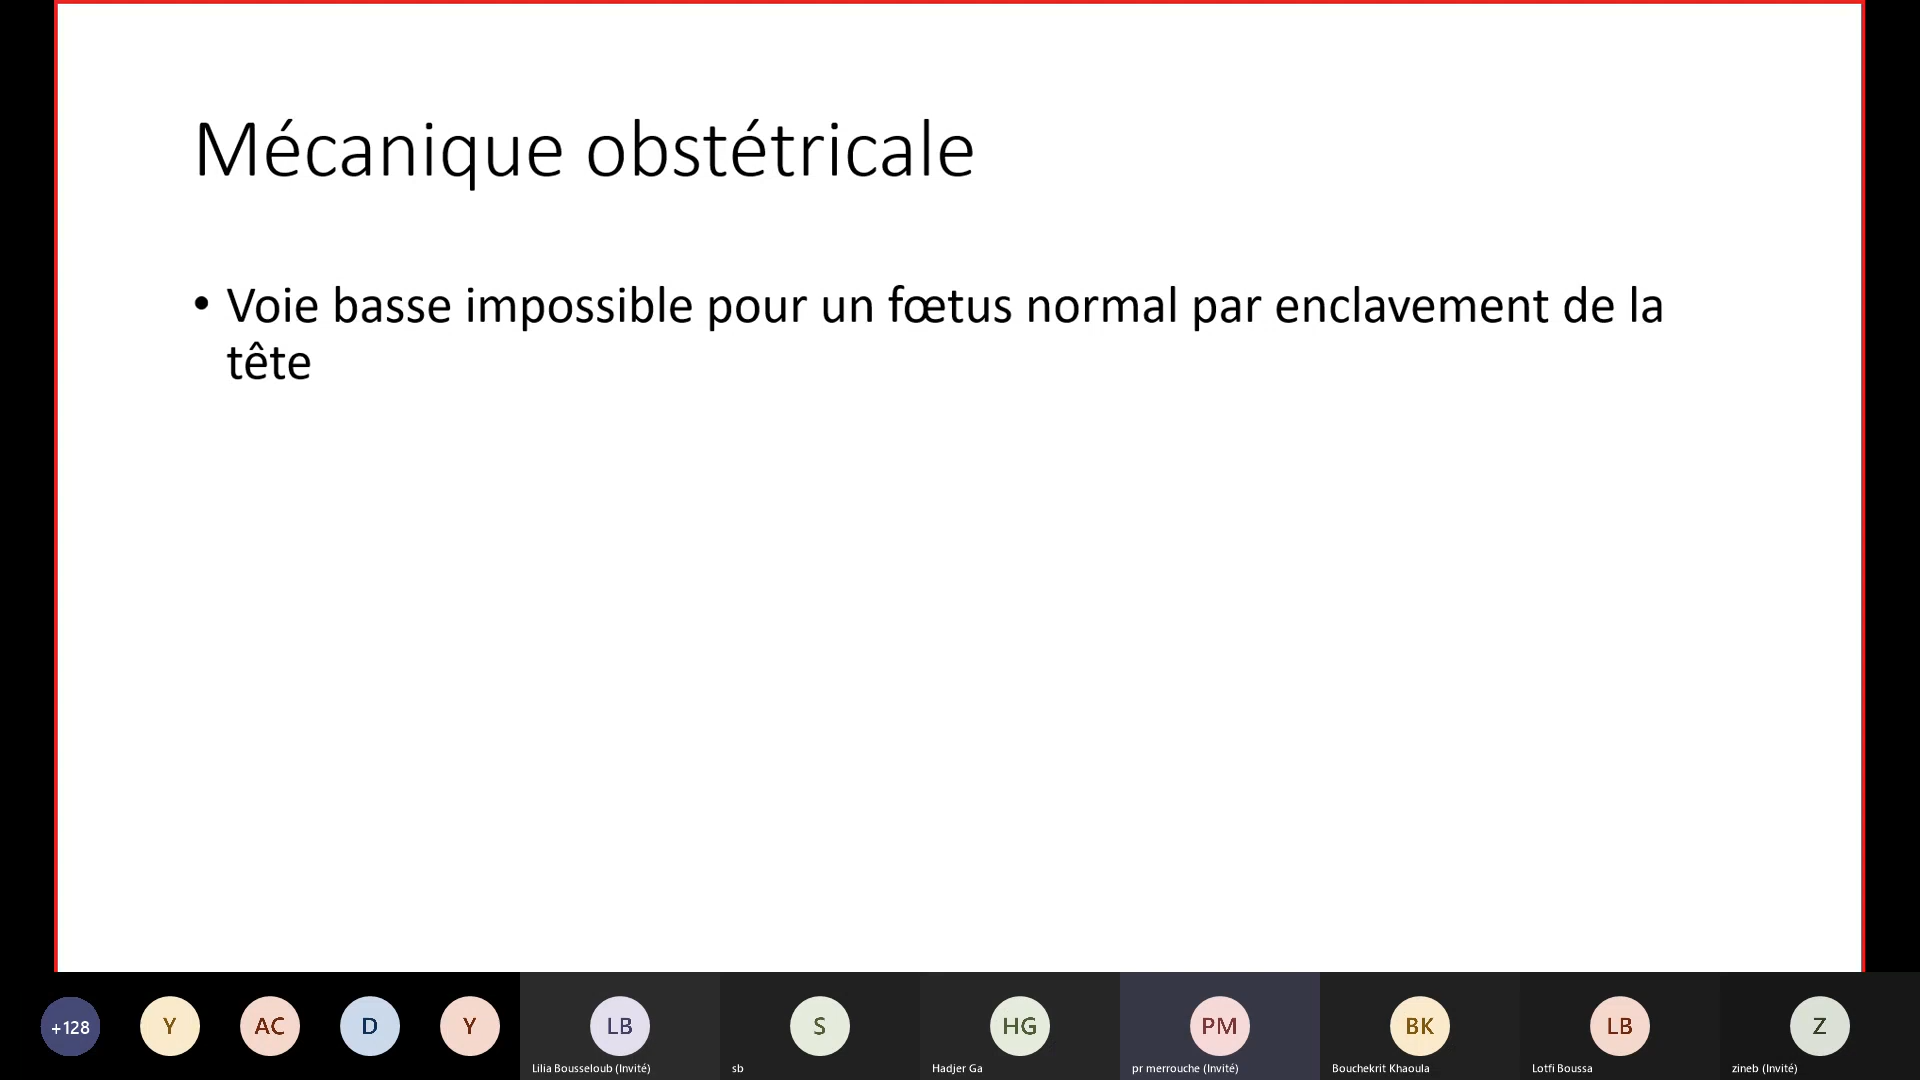 Mécanique obstétricale
• Voie basse impossible pour un fœtus normal par enclavement de la
tête
+128
Y
AC
D
Y
LB
S
HG
PM
BK
LB
Z
Lilia Bousseloub (Invité)
sb
Hadjer Ga
pr merrouche (Invité)
Bouchekrit Khaoula
Lotfi Boussa
zineb (Invité)